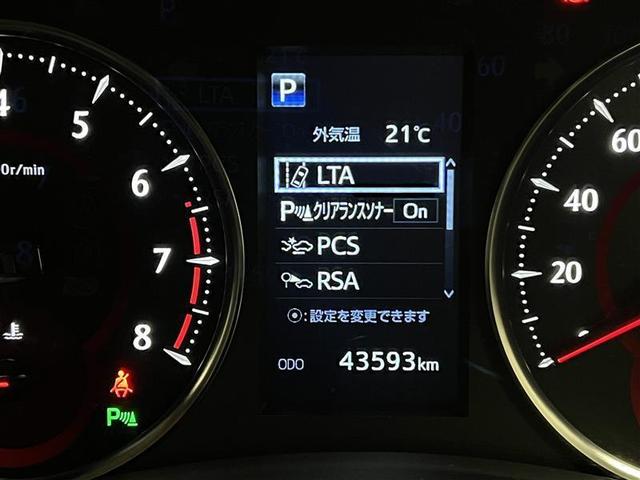 P
外気温 21℃
LTA
P クリアランスソナー On
PCS
RSA
:設定を変更できます
ODO 43593km
4
5
6
7
8
0r/min
P
60
40
20